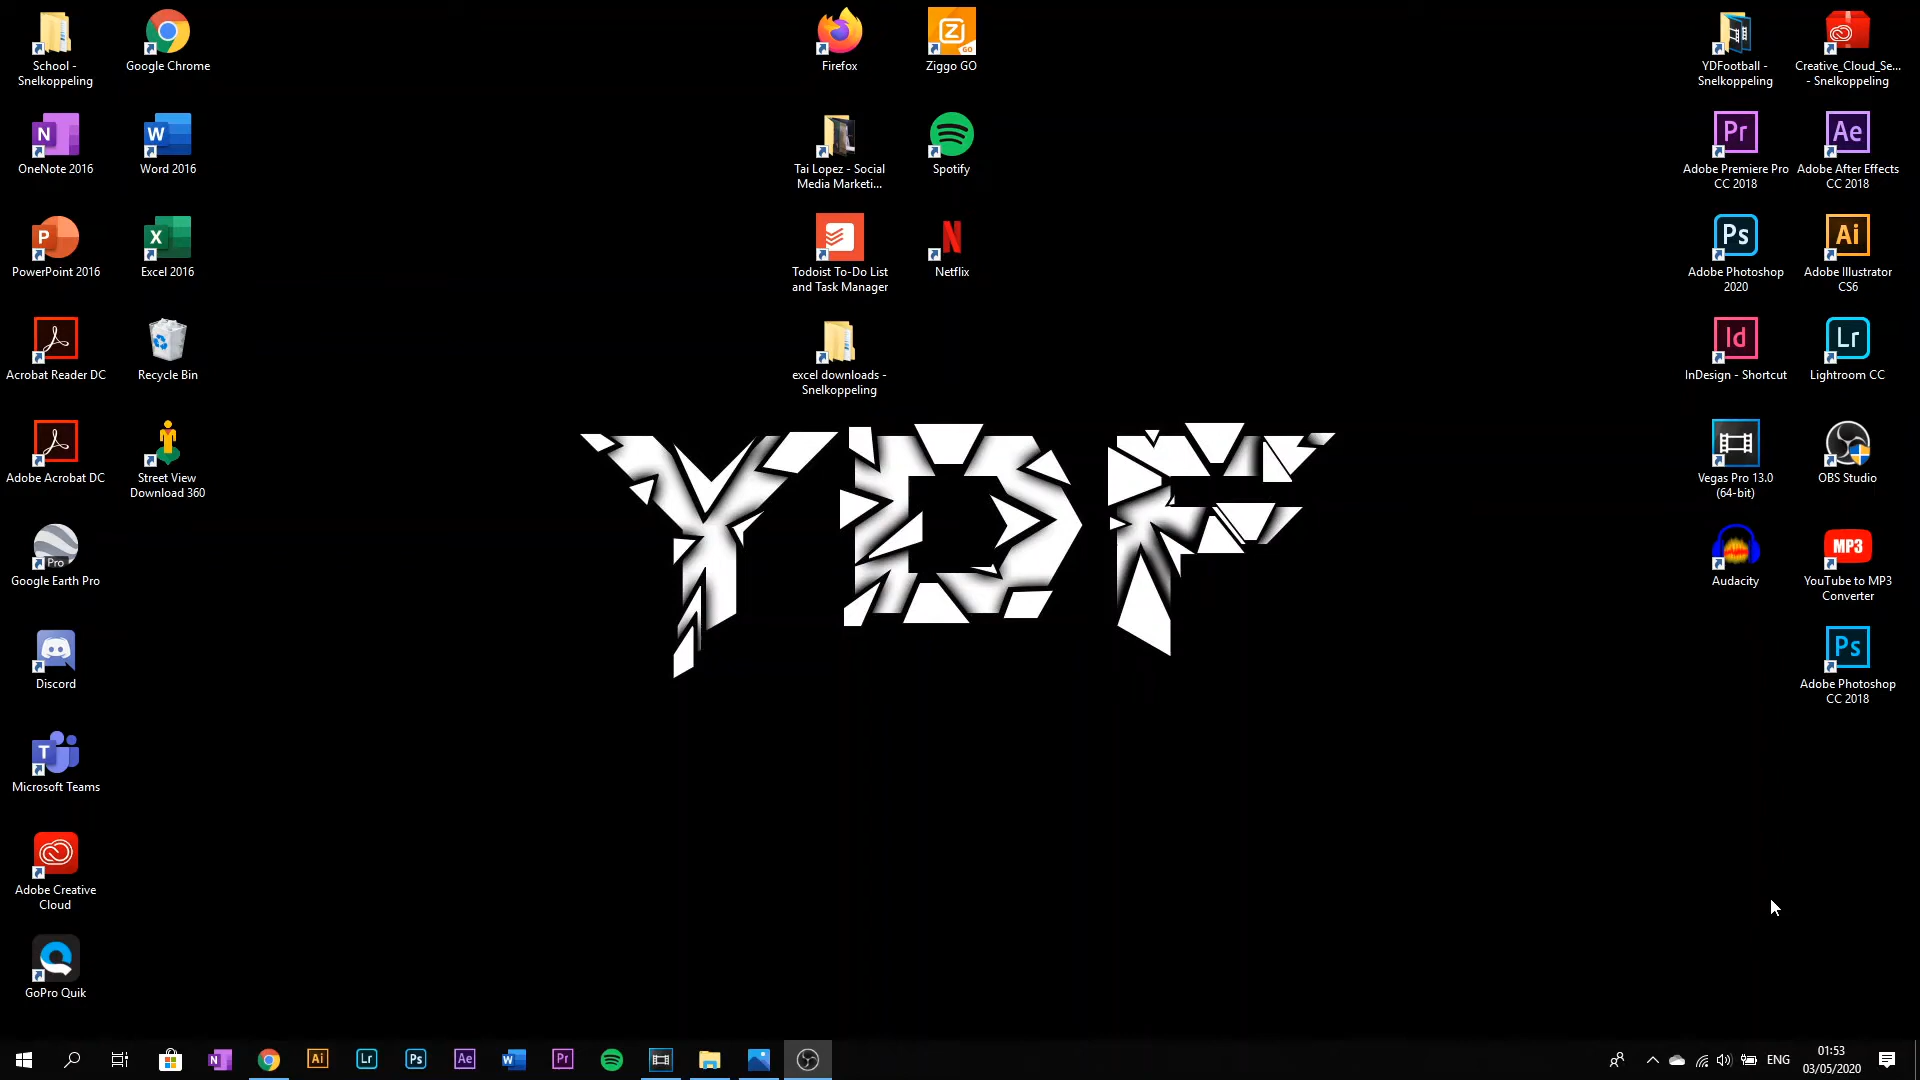 School -
Snelkoppeling
Google Chrome
Firefox
Ziggo GO
YDFootball -
Snelkoppeling
Creative_Cloud_Se...
- Snelkoppeling
OneNote 2016
Word 2016
Tai Lopez - Social
Media Marketi...
Spotify
Adobe Premiere Pro
CC 2018
Adobe After Effects
CC 2018
PowerPoint 2016
Excel 2016
Todoist To-Do List
and Task Manager
Netflix
Adobe Photoshop
2020
Adobe Illustrator
CS6
Acrobat Reader DC
Recycle Bin
excel downloads -
Snelkoppeling
InDesign - Shortcut
Lightroom CC
Adobe Acrobat DC
Street View
Download 360
YDF
Vegas Pro 13.0
(64-bit)
OBS Studio
Google Earth Pro
Audacity
MP3
YouTube to MP3
Converter
Discord
Adobe Photoshop
CC 2018
Microsoft Teams
Adobe Creative
Cloud
GoPro Quik
ENG
01:53
03/05/2020